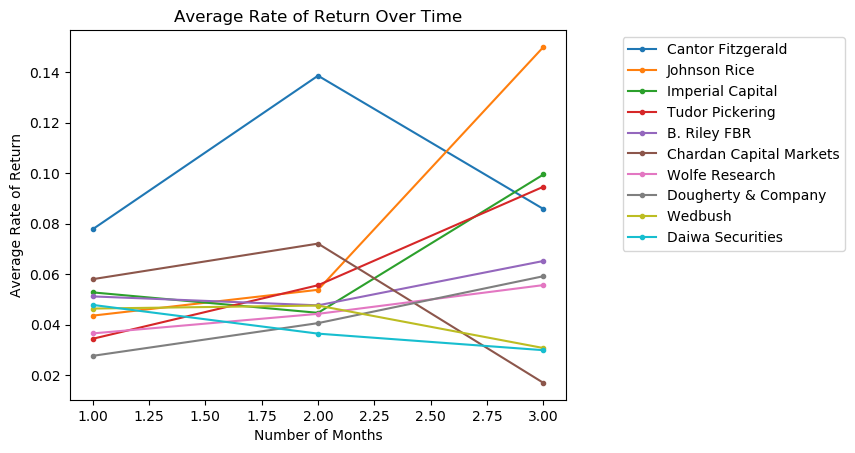 Average Rate of Return Over Time
Average Rate of Return
0.14
0.12
0.10
0.08
0.06
0.04
0.02
1.00 1.25 1.50 1.75 2.00 2.25 2.50 2.75 3.00
Number of Months
Cantor Fitzgerald
Johnson Rice
Imperial Capital
Tudor Pickering
B. Riley FBR
Chardan Capital Markets
Wolfe Research
Dougherty & Company
Wedbush
Daiwa Securities